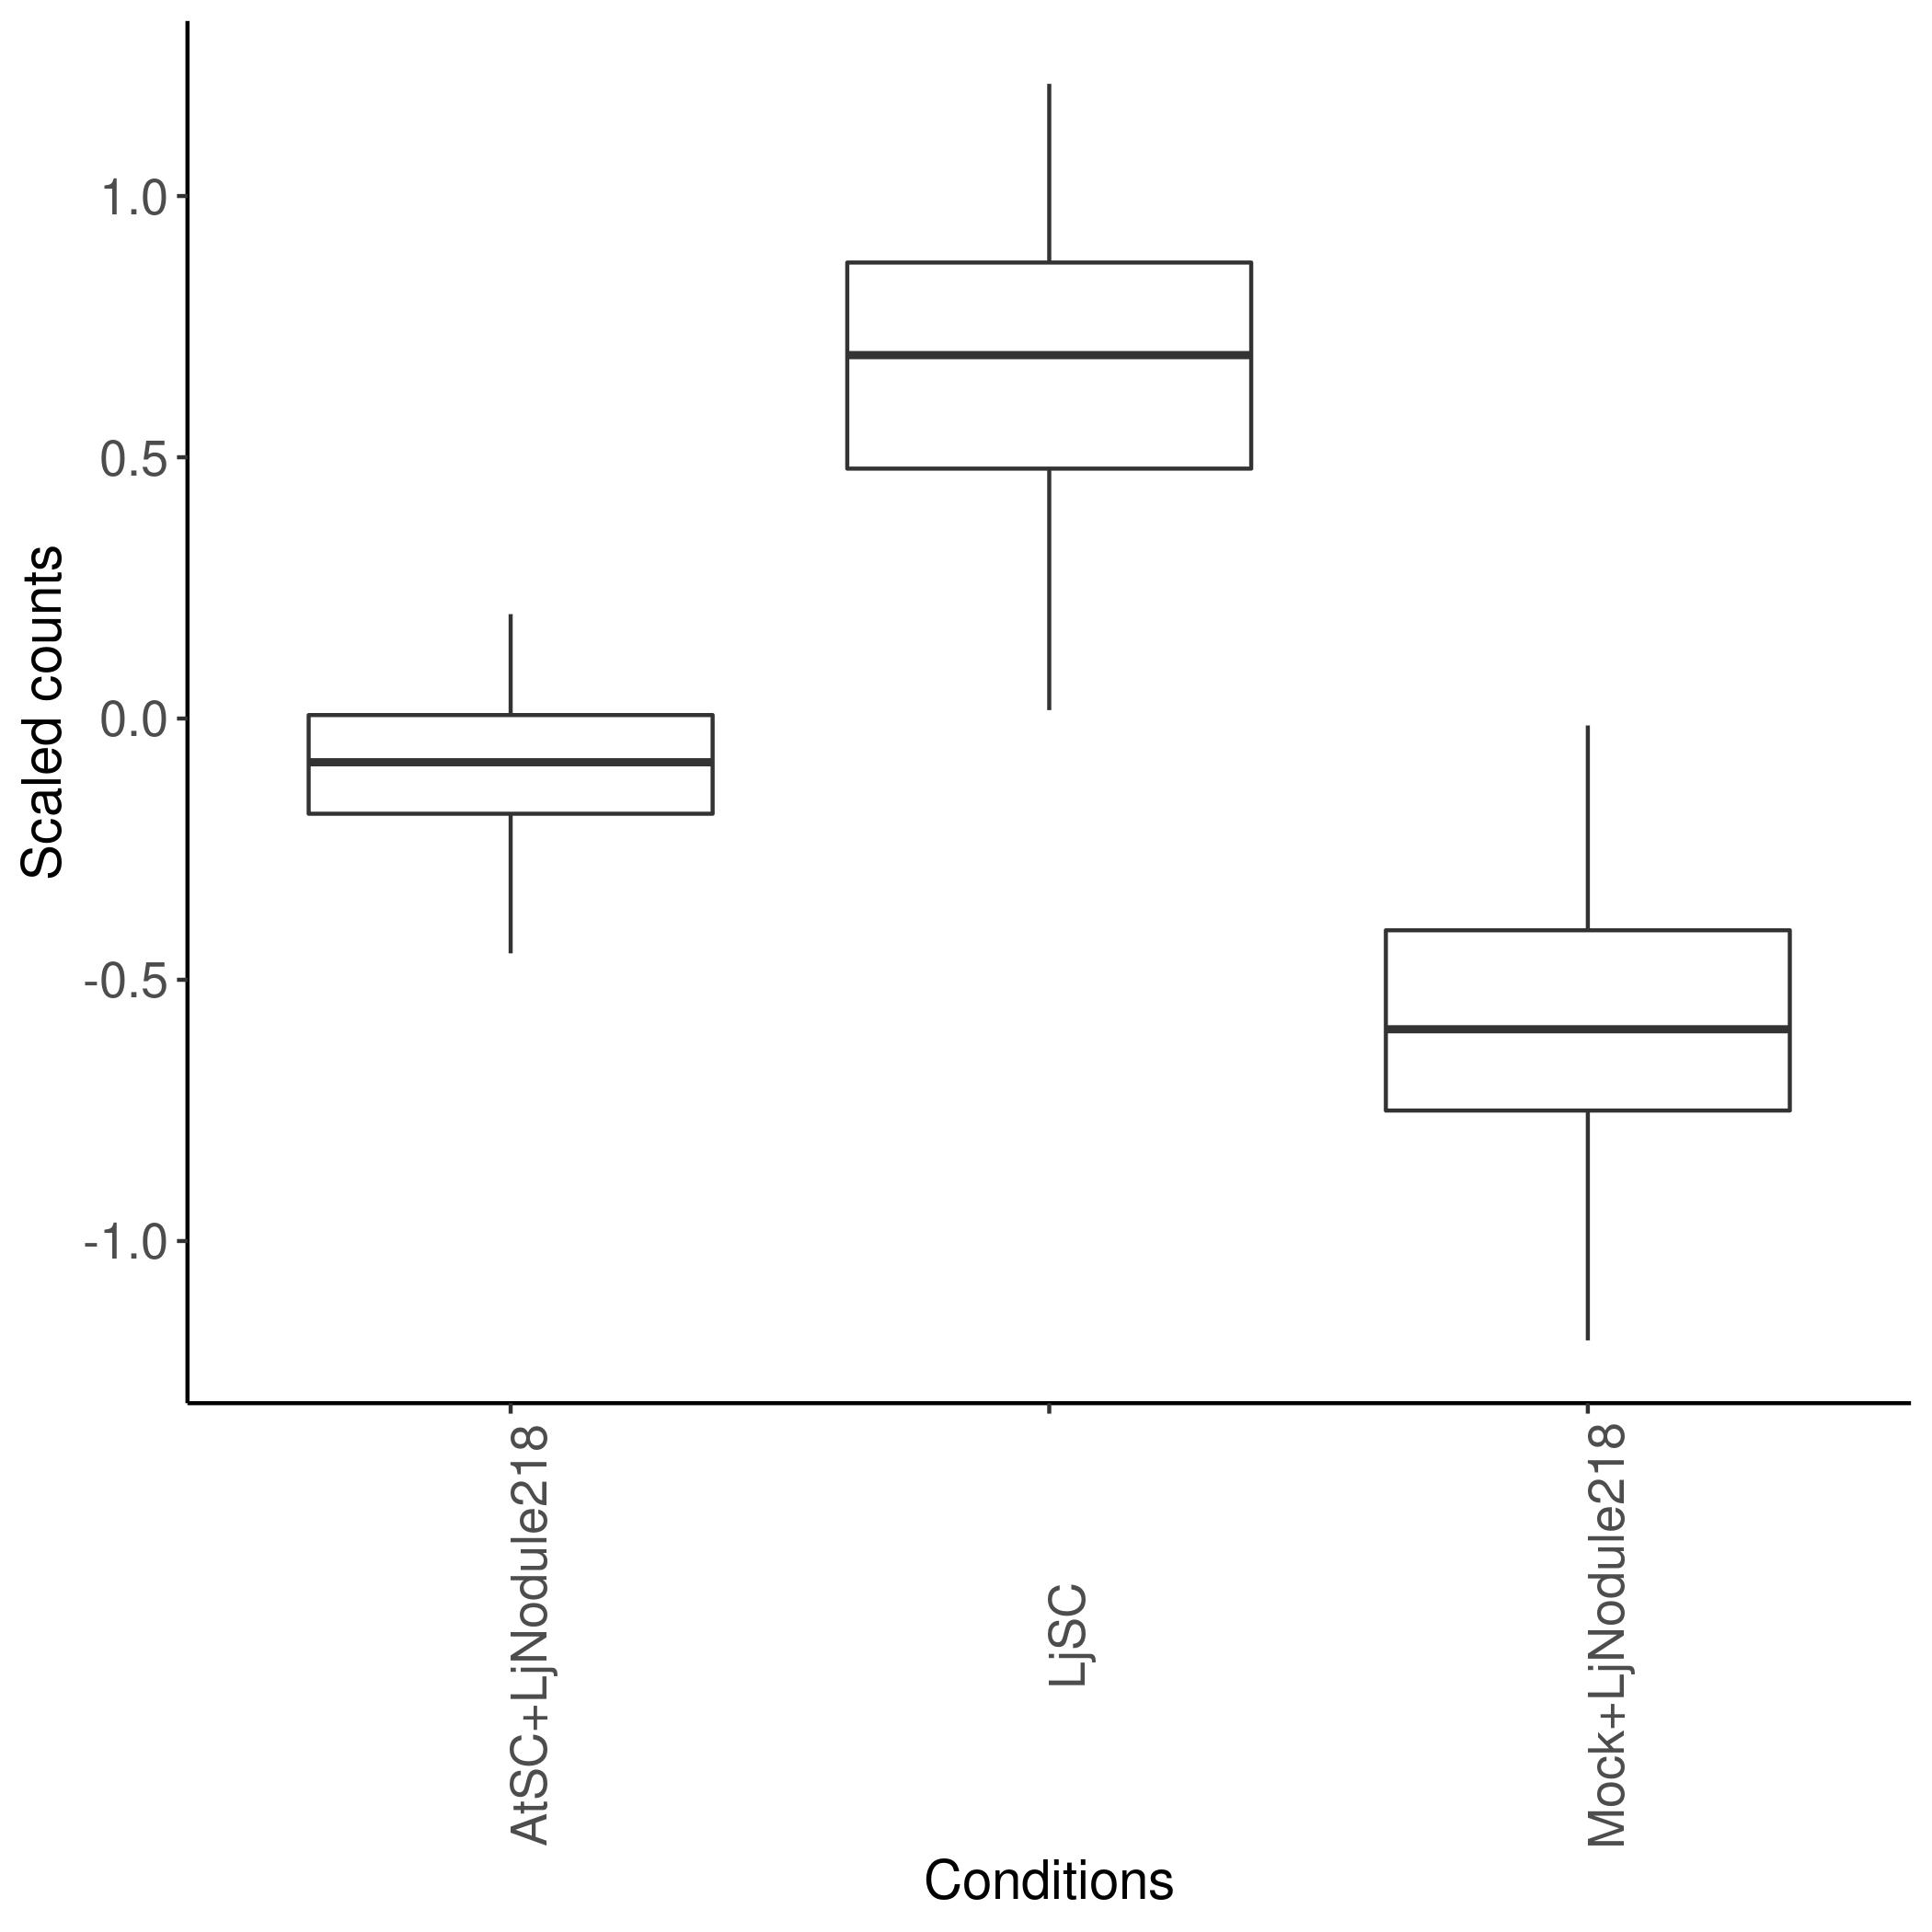 Scaled counts
1.0
0.5
0.0
-0.5
-1.0
AtSC+LjNodule218
LjSC
Mock+LjNodule218
Conditions